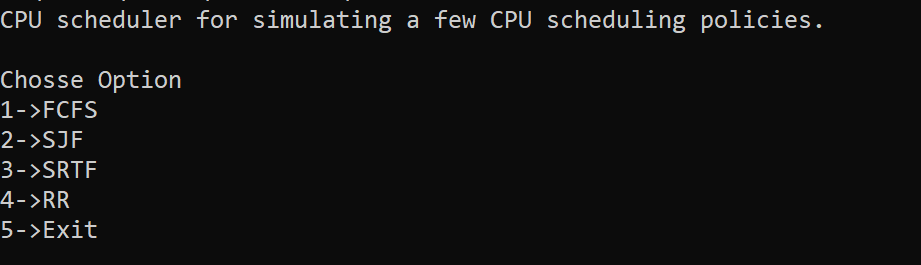 CPU scheduler for simulating a few CPU scheduling policies.
Chosse Option
1->FCFS
2->SJF
3->SRTF
4->RR
5->Exit